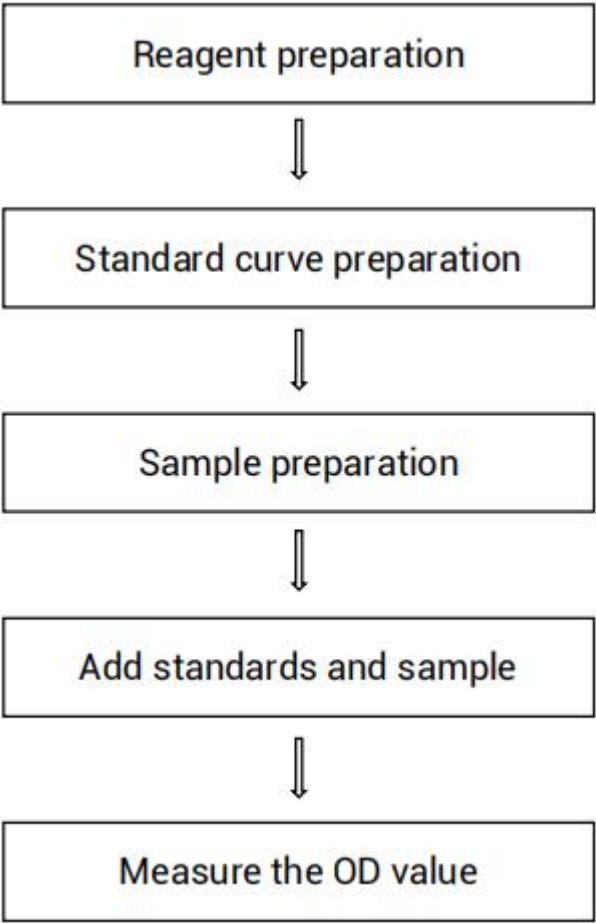 Reagent preparation
Standard curve preparation
Sample preparation
Add standards and sample
Measure the OD value